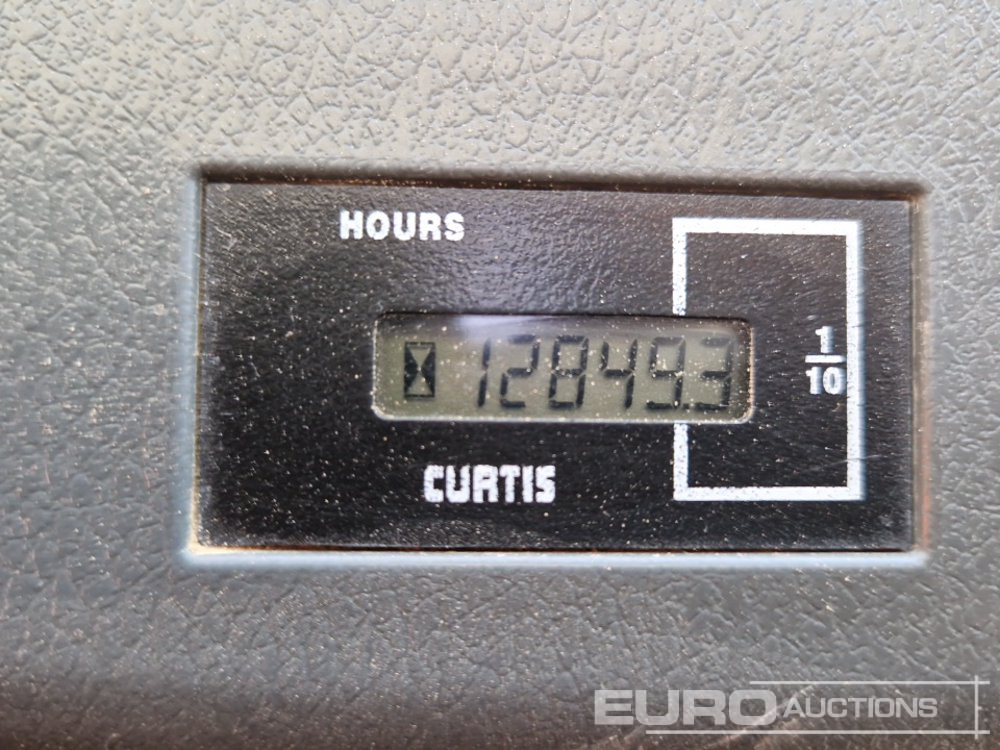 HOURS
12849.3
1
10
CURTIS
EURO AUCTIONS